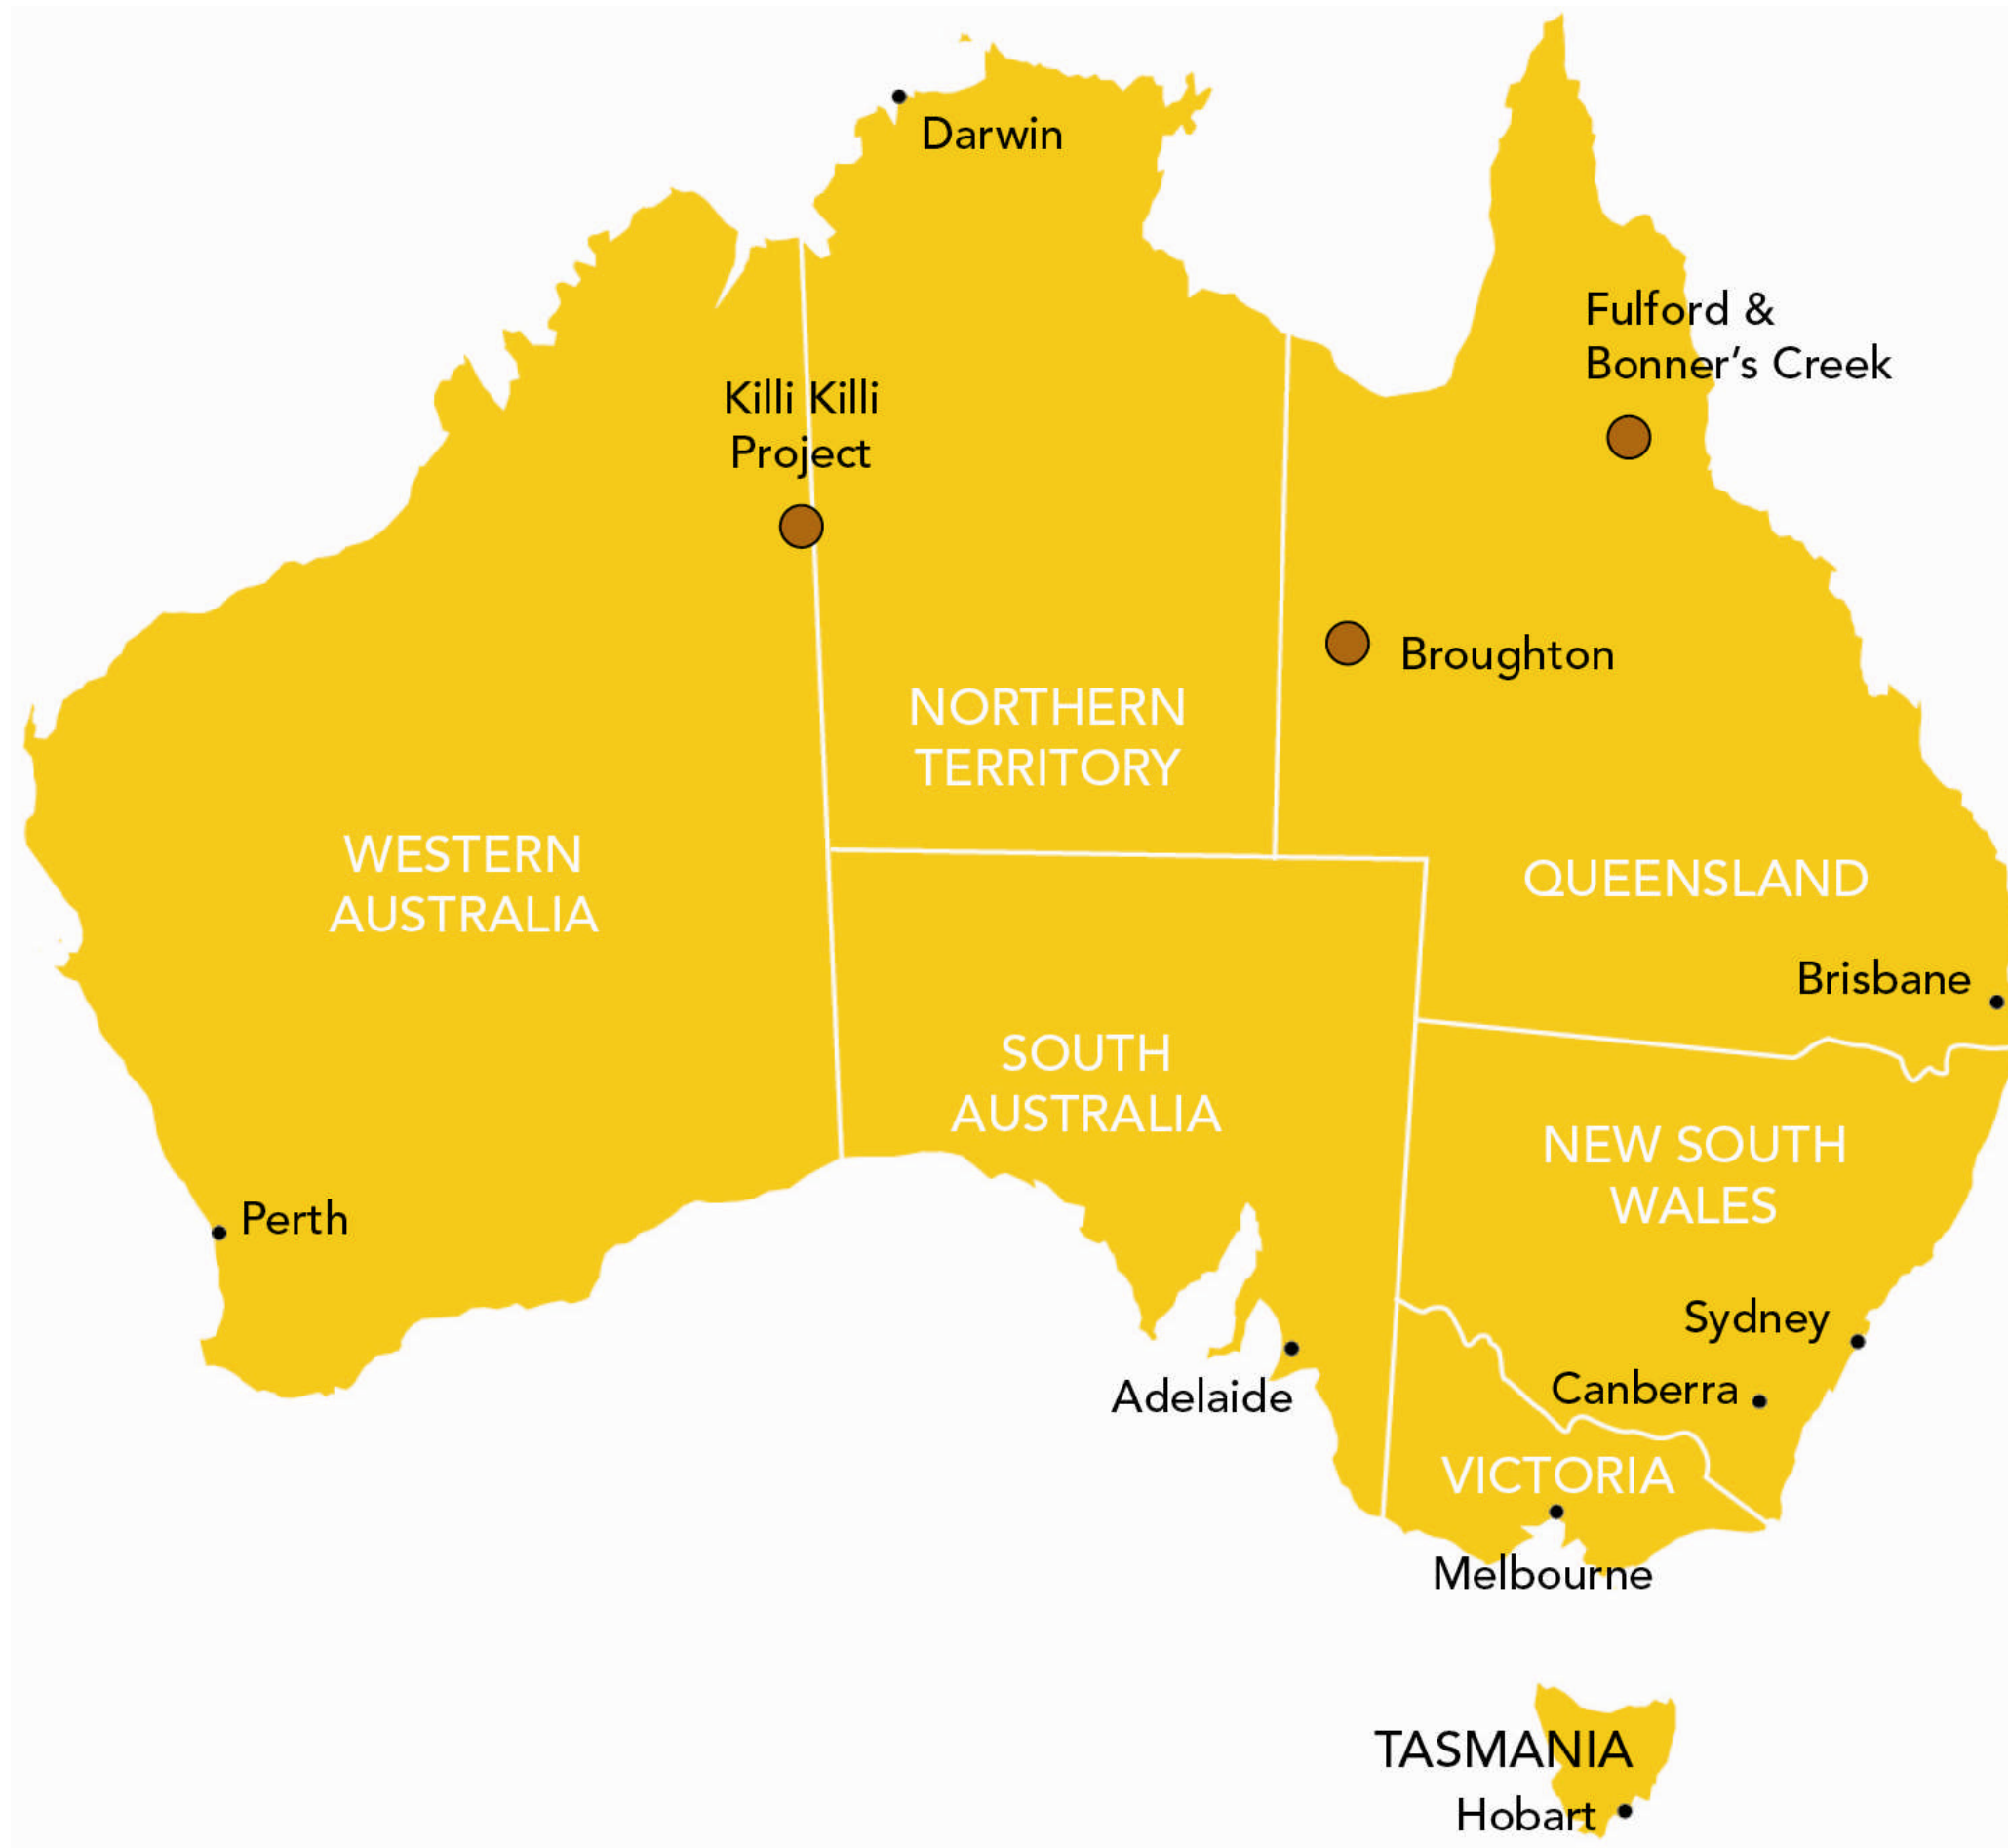 Darwin
Fulford &
Bonner's Creek
Killi Killi
Project
Broughton
NORTHERN
TERRITORY
WESTERN
AUSTRALIA
QUEENSLAND
Brisbane
SOUTH
AUSTRALIA
NEW SOUTH
WALES
Perth
Sydney
Canberra
Adelaide
VICTORIA
Melbourne
TASMANIA
Hobart